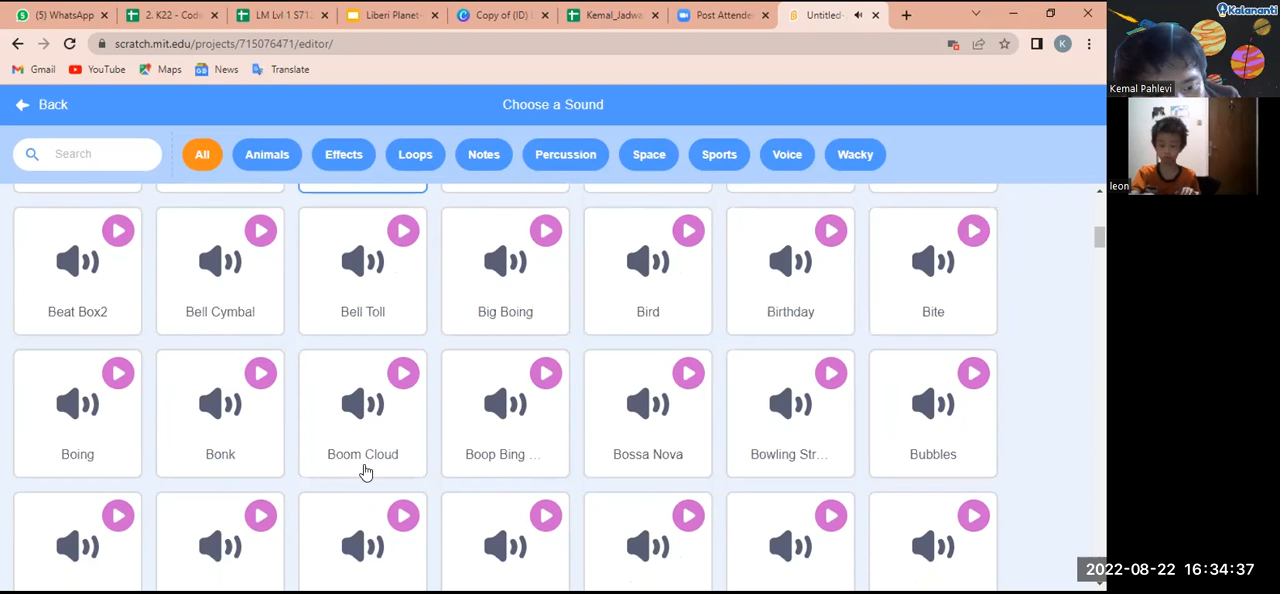 (5) WhatsApp
2. K22 - Codi
LM Lvl 1 S712
Liberi Planet
Copy of (ID)
Kemal_Jadwa
Post Attende
Untitled-
scratch.mit.edu/projects/715076471/editor/
K
Gmail
YouTube
Maps
News
Translate
Back
Choose a Sound
Search
All
Animals
Effects
Loops
Notes
Percussion
Space
Sports
Voice
Wacky
Beat Box2
Bell Cymbal
Bell Toll
Big Boing
Bird
Birthday
Bite
Boing
Bonk
Boom Cloud
Boop Bing ...
Bossa Nova
Bowling Str...
Bubbles
Kalananti
Kemal Pahlevi
leon
2022-08-22 16:34:37